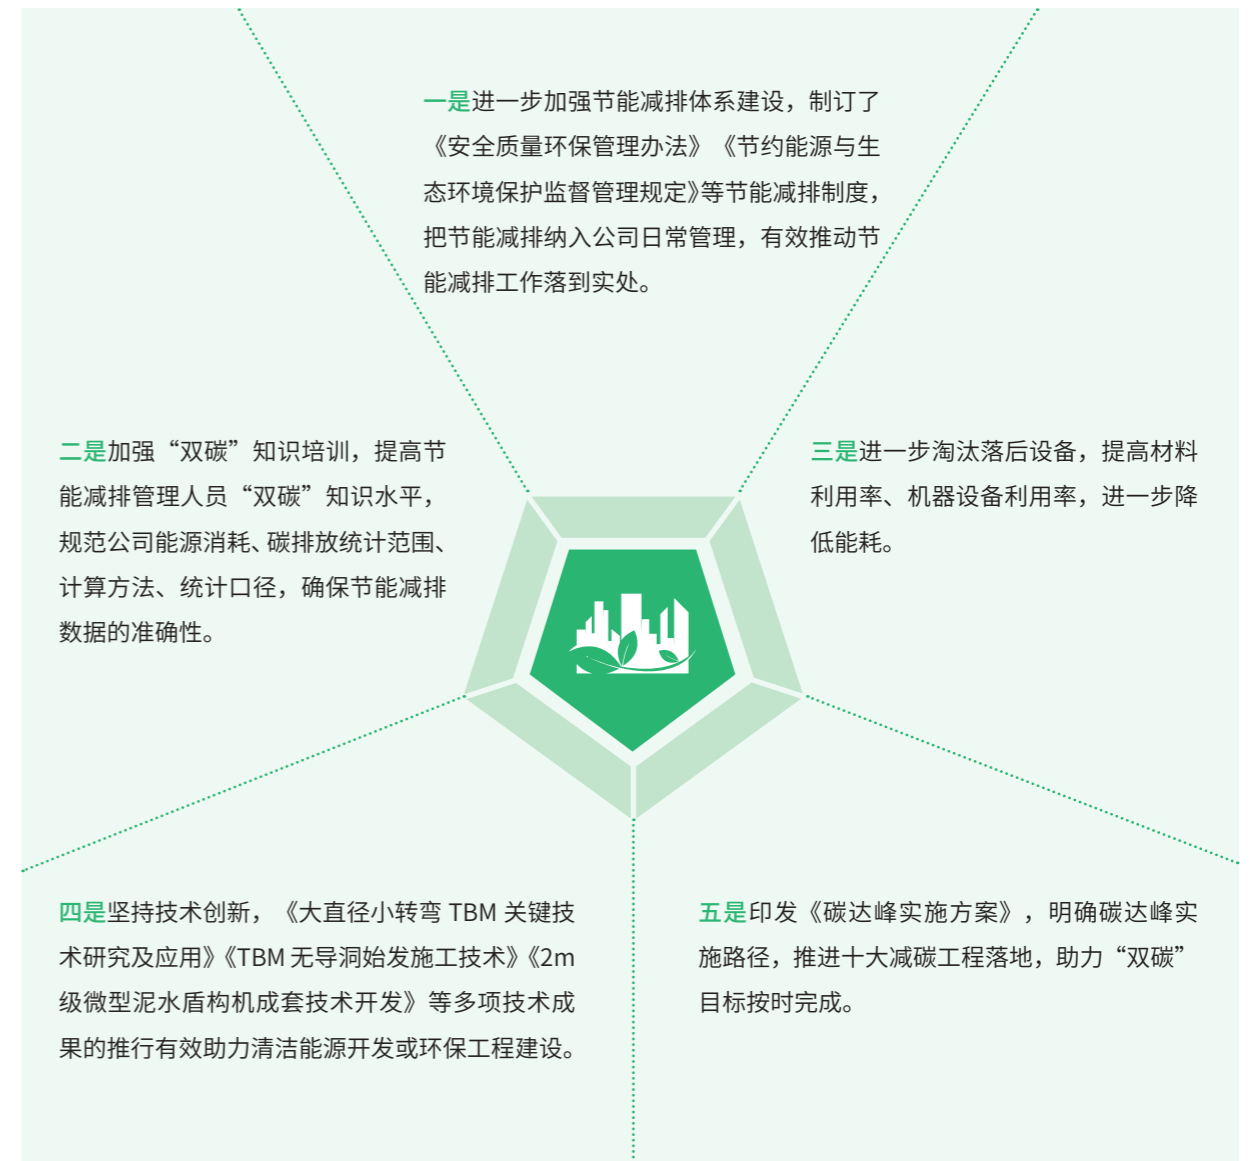 一是进一步加强节能减排体系建设，制订了
《安全质量环保管理办法》《节约能源与生
态环境保护监督管理规定》等节能减排制度，
把节能减排纳入公司日常管理，有效推动节
能减排工作落到实处。
二是加强“双碳”知识培训，提高节
能减排管理人员“双碳”知识水平，
规范公司能源消耗、碳排放统计范围、
计算方法、统计口径，确保节能减排
数据的准确性。
三是进一步淘汰落后设备，提高材料
利用率、机器设备利用率，进一步降
低能耗。
四是坚持技术创新，《大直径小转弯 TBM 关键技
术研究及应用》《TBM 无导洞始发施工技术》《2m
级微型泥水盾构机成套技术开发》等多项技术成
果的推行有效助力清洁能源开发或环保工程建设。
五是印发《碳达峰实施方案》，明确碳达峰实
施路径，推进十大减碳工程落地，助力“双碳”
目标按时完成。